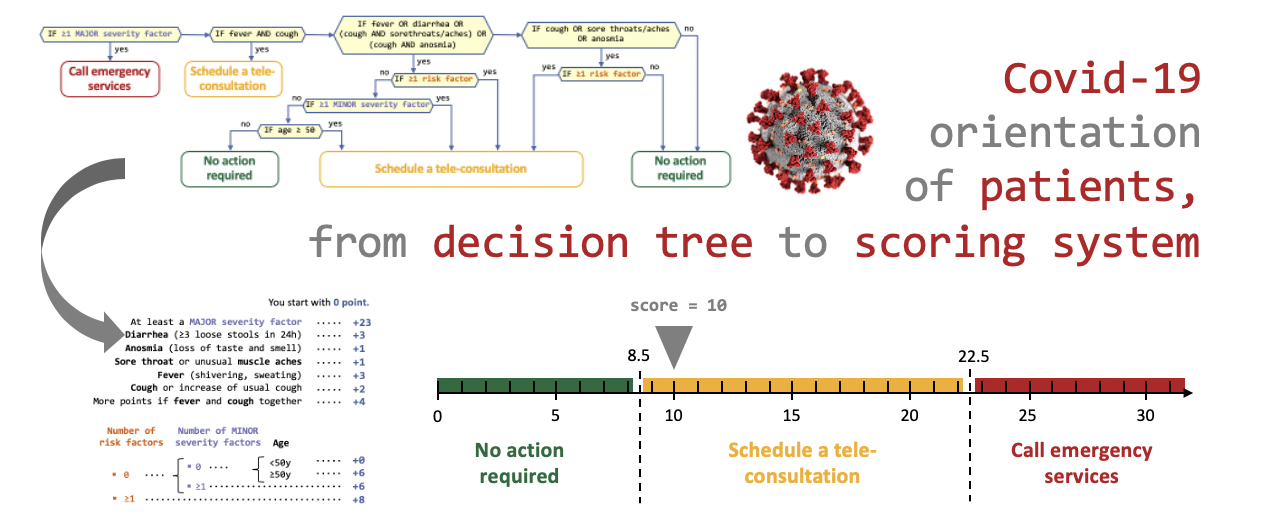 IF ≥1 MAJOR severity factor
IF fever AND cough
IF fever OR diarrhea OR
(cough AND sorethroats/aches) OR
(cough AND anosmia)
IF cough OR sore throats/aches
OR anosmia
no
yes
yes
yes
yes
Call emergency
services
Schedule a tele-
consultation
no
IF ≥1 risk factor
yes
yes
IF ≥1 risk factor
no
no
IF ≥1 MINOR severity factor
yes
no
IF age ≥ 50
yes
No action
required
Schedule a tele-consultation
No action
required
Covid-19
orientation
of patients,
from decision tree to scoring system
You start with 0 point.
At least a MAJOR severity factor ..... +23
Diarrhea (≥3 loose stools in 24h) ..... +3
Anosmia (loss of taste and smell) ..... +1
Sore throat or unusual muscle aches ..... +1
Fever (shivering, sweating) ..... +3
Cough or increase of usual cough ..... +2
More points if fever and cough together ..... +4
Number of
risk factors
Number of MINOR
severity factors
Age
▪ 0 .... ▪ 0 .... <50y ..... +0
≥50y ..... +6
▪ ≥1 ..... +6
▪ ≥1 ..... +8
score = 10
8.5
22.5
0 5 10 15 20 25 30
No action
required
Schedule a tele-
consultation
Call emergency
services